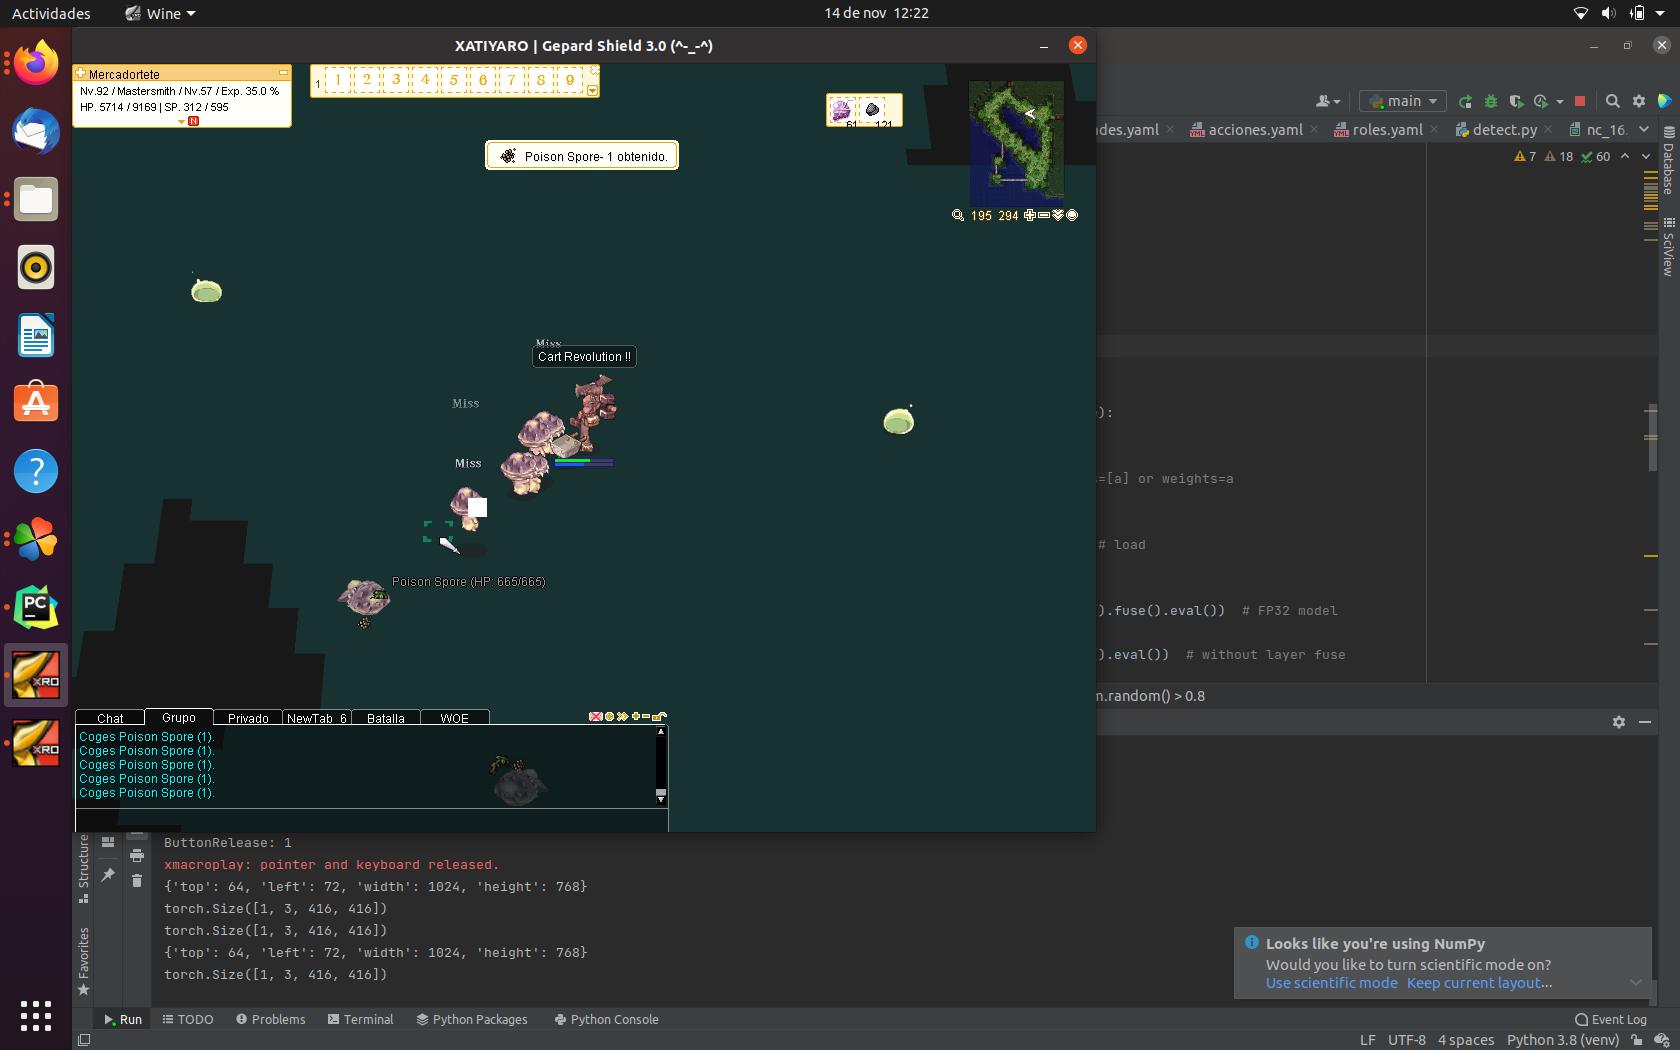 Actividades
Wine
14 de nov 12:22
XATIYARO | Gepard Shield 3.0 (^-_-^)
Mercadortete
Nv.92 / Mastersmith / Nv.57 / Exp. 35.0 %
HP. 5714 / 9169 | SP. 312 / 595
N
1 1 2 3 4 5 6 7 8 9
61 121
Poison Spore- 1 obtenido.
195 294
main
des.yaml
acciones.yaml
roles.yaml
detect.py
nc_16.
7 18 60
Database
SciView
Miss
Cart Revolution !!
Miss
Miss
Poison Spore (HP: 665/665)
):
=[a] or weights=a
# load
).fuse().eval()) # FP32 model
).eval()) # without layer fuse
m.random() > 0.8
PC
XRO
XRO
Chat Grupo Privado NewTab_6 Batalla WOE
Coges Poison Spore (1).
Coges Poison Spore (1).
Coges Poison Spore (1).
Coges Poison Spore (1).
Coges Poison Spore (1).
Structure
Favorites
ButtonRelease: 1
xmacroplay: pointer and keyboard released.
{'top': 64, 'left': 72, 'width': 1024, 'height': 768}
torch.Size([1, 3, 416, 416])
torch.Size([1, 3, 416, 416])
{'top': 64, 'left': 72, 'width': 1024, 'height': 768}
torch.Size([1, 3, 416, 416])
Looks like you're using NumPy
Would you like to turn scientific mode on?
Use scientific mode Keep current layout...
Run TODO Problems Terminal Python Packages Python Console Event Log
LF UTF-8 4 spaces Python 3.8 (venv)